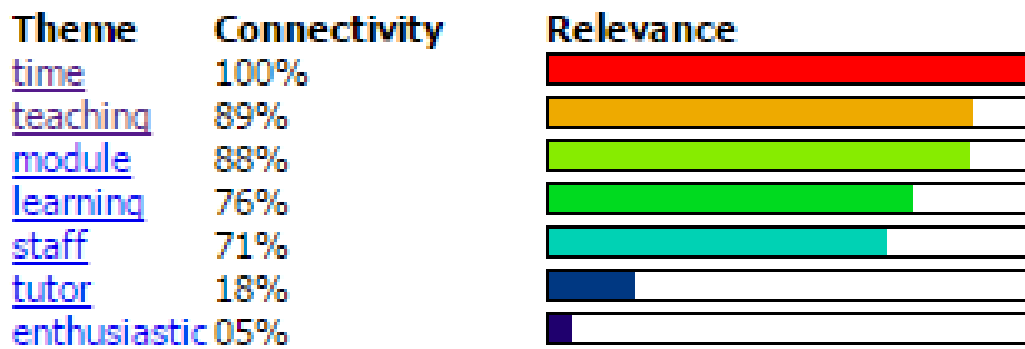 Theme Connectivity Relevance
time 100%
teaching 89%
module 88%
learning 76%
staff 71%
tutor 18%
enthusiastic 05%